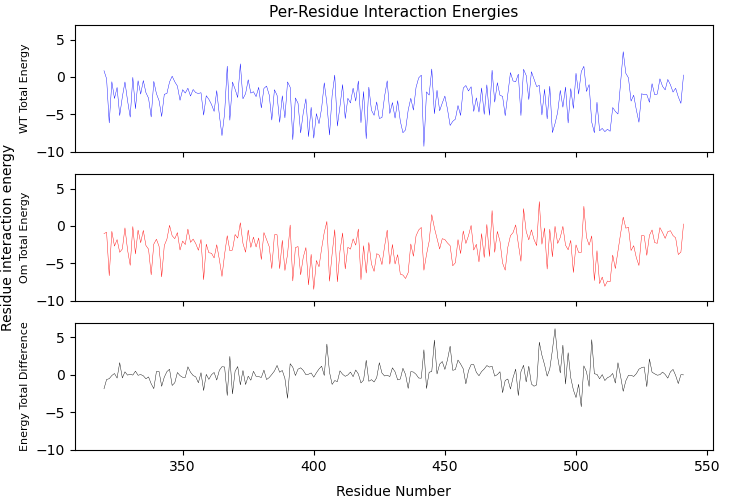 Per-Residue Interaction Energies
Residue interaction energy
WT Total Energy
5
0
−5
−10
Om Total Energy
5
0
−5
−10
Energy Total Difference
5
0
−5
−10
350 400 450 500 550
Residue Number